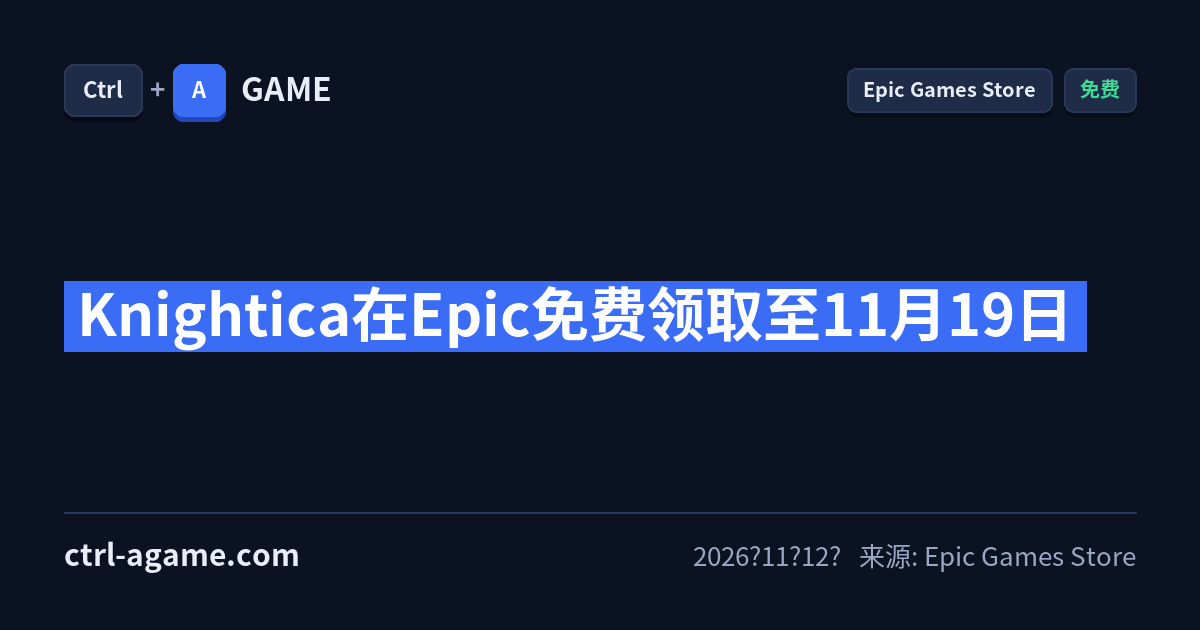 Ctrl + A GAME
Epic Games Store 免费
Knightica在Epic免费领取至11月19日
ctrl-agame.com
2026?11?12? 来源: Epic Games Store